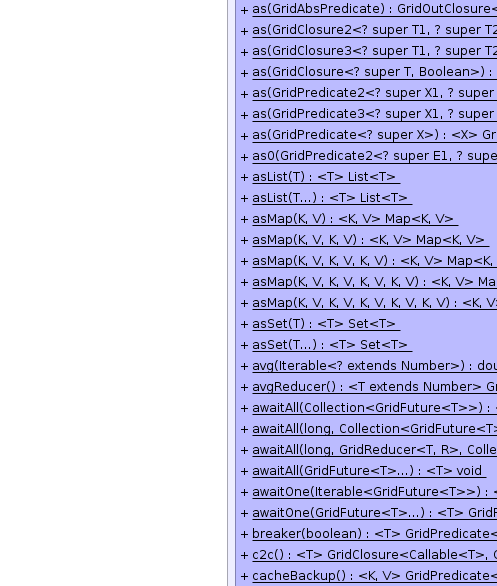 + as(GridAbsPredicate) : GridOutClosure<
+ as(GridClosure2<? super T1, ? super T2
+ as(GridClosure3<? super T1, ? super T2
+ as(GridClosure<? super T, Boolean>) :
+ as(GridPredicate2<? super X1, ? super
+ as(GridPredicate3<? super X1, ? super
+ as(GridPredicate<? super X>) : <X> Gr
+ as0(GridPredicate2<? super E1, ? supe
+ asList(T) : <T> List<T>
+ asList(T...) : <T> List<T>
+ asMap(K, V) : <K, V> Map<K, V>
+ asMap(K, V, K, V) : <K, V> Map<K, V>
+ asMap(K, V, K, V, K, V) : <K, V> Map<K,
+ asMap(K, V, K, V, K, V, K, V) : <K, V> Ma
+ asMap(K, V, K, V, K, V, K, V, K, V) : <K, V>
+ asSet(T) : <T> Set<T>
+ asSet(T...) : <T> Set<T>
+ avg(Iterable<? extends Number>) : dou
+ avgReducer() : <T extends Number> Gr
+ awaitAll(Collection<GridFuture<T>>) : <
+ awaitAll(long, Collection<GridFuture<T>
+ awaitAll(long, GridReducer<T, R>, Colle
+ awaitAll(GridFuture<T>...) : <T> void
+ awaitOne(Iterable<GridFuture<T>>) : <
+ awaitOne(GridFuture<T>...) : <T> GridF
+ breaker(boolean) : <T> GridPredicate<
+ c2c() : <T> GridClosure<Callable<T>, G
+ cacheBackup() : <K, V> GridPredicate<